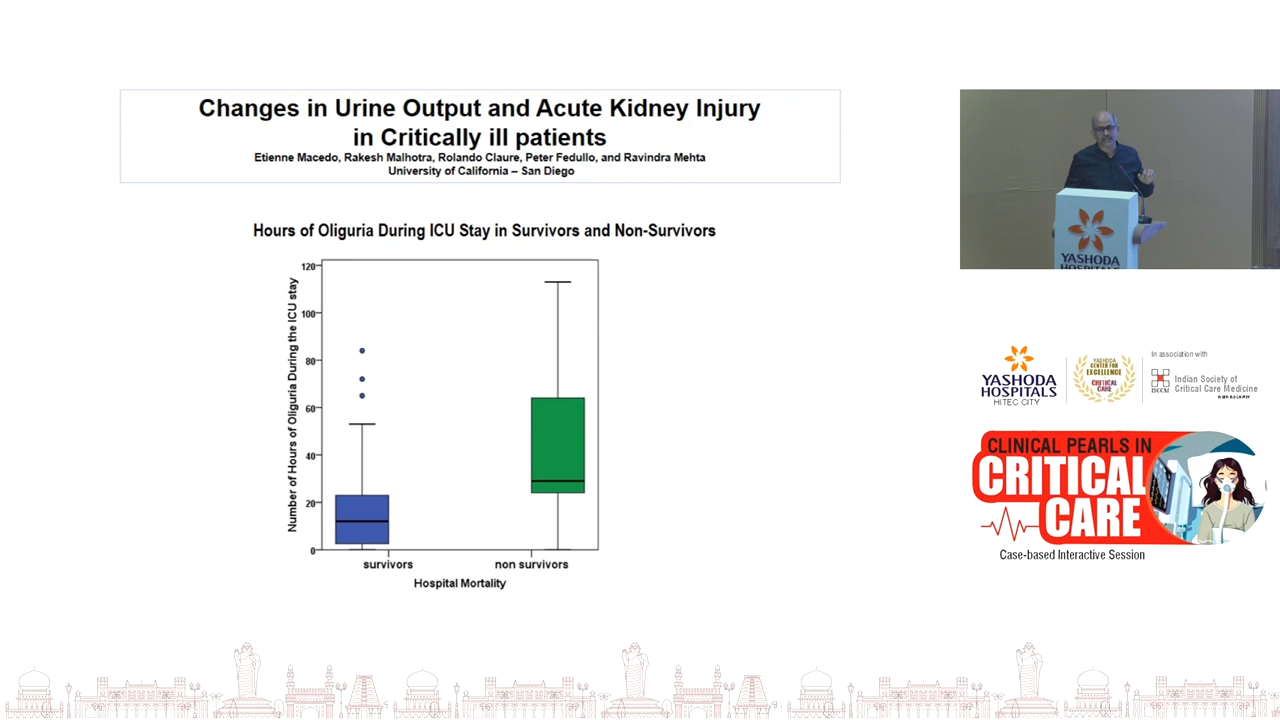 Changes in Urine Output and Acute Kidney Injury
in Critically ill patients
Etienne Macedo, Rakesh Malhotra, Rolando Claure, Peter Fedullo, and Ravindra Mehta
University of California – San Diego
Hours of Oliguria During ICU Stay in Survivors and Non-Survivors
Number of Hours of Oliguria During the ICU stay
120
100
80
60
40
20
0
survivors
non survivors
Hospital Mortality
YASHODA
HOSPITALS
YASHODA
HOSPITALS
HITEC CITY
YASHODA
CENTER FOR
EXCELLENCE
CRITICAL
CARE
In association with
ISCCM
Indian Society of
Critical Care Medicine
CLINICAL PEARLS IN
CRITICAL
CARE
Case-based Interactive Session